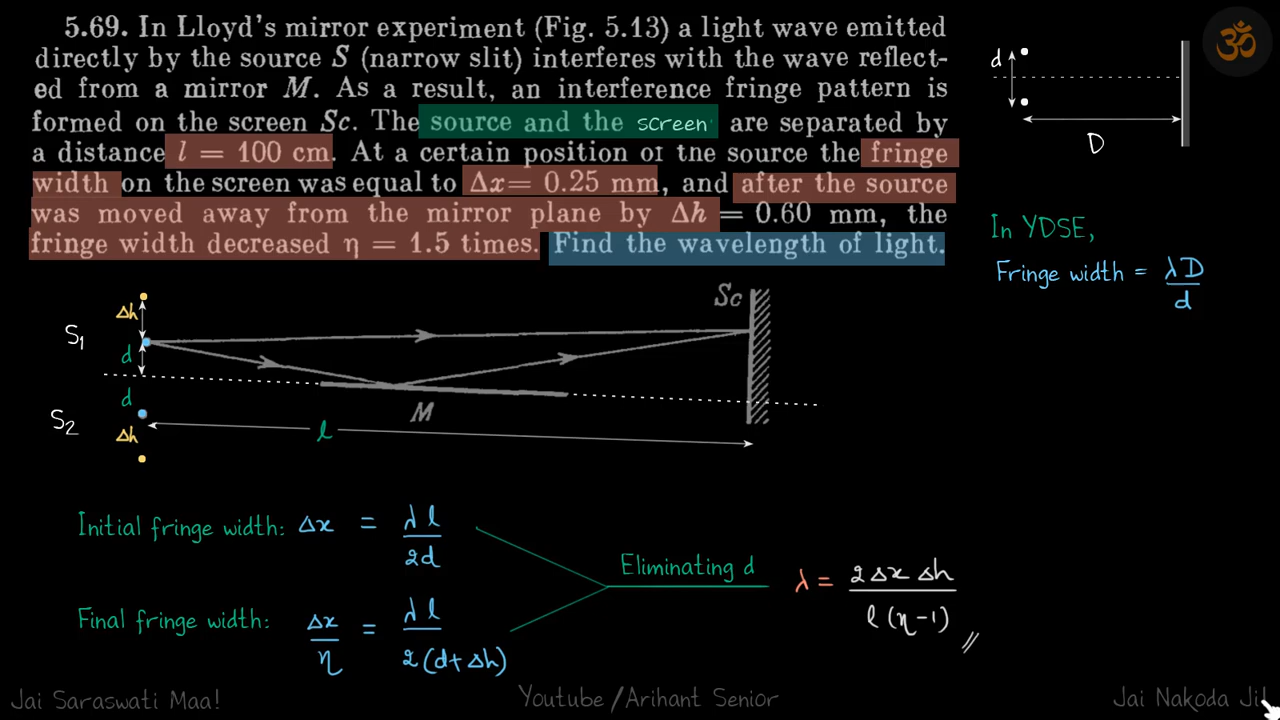 5.69. In Lloyd's mirror experiment (Fig. 5.13) a light wave emitted
directly by the source S (narrow slit) interferes with the wave reflect-
ed from a mirror M. As a result, an interference fringe pattern is
formed on the screen Sc. The source and the screen are separated by
a distance l = 100 cm. At a certain position of the source the fringe
width on the screen was equal to Δx= 0.25 mm, and after the source
was moved away from the mirror plane by Δh = 0.60 mm, the
fringe width decreased η = 1.5 times. Find the wavelength of light.
ॐ
d
D
In YDSE,
Fringe width = λD/d
Sc
Δh
S1
d
d
S2
Δh
M
l
Initial fringe width: Δx = λl/2d
Eliminating d
λ = 2ΔxΔh/l(η-1)
Final fringe width: Δx/η = λl/2(d+Δh)
Jai Saraswati Maa!
Youtube/Arihant Senior
Jai Nakoda Ji!